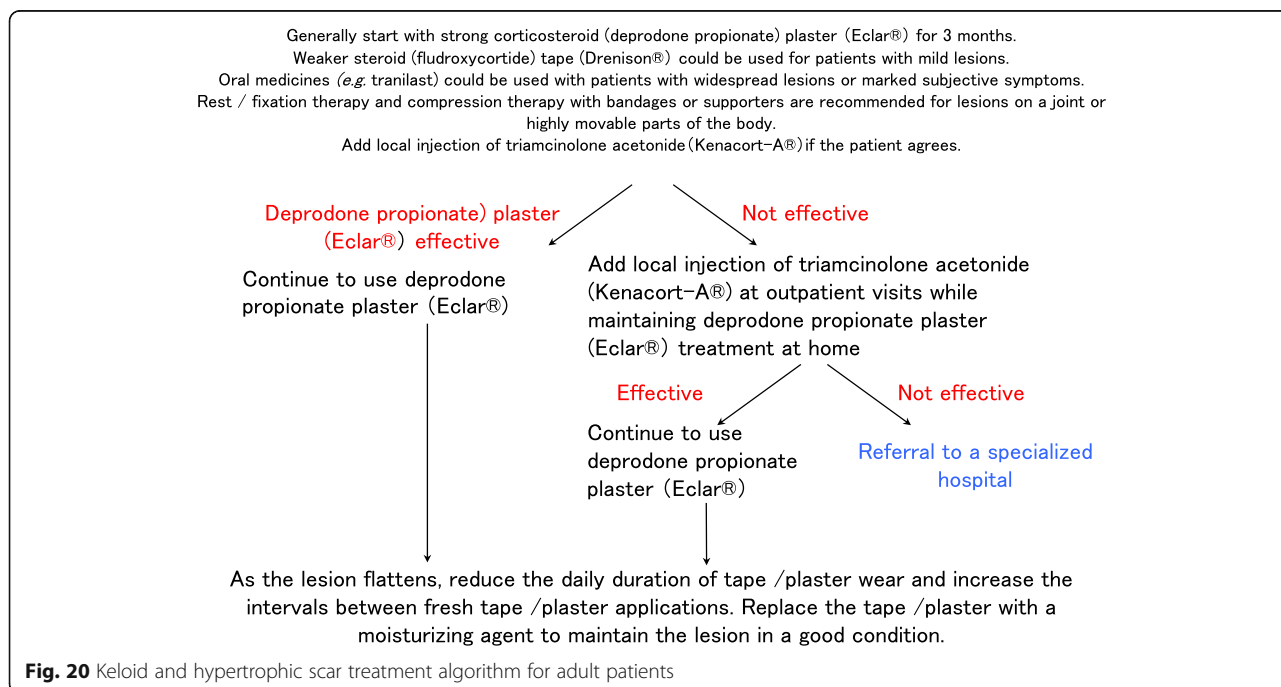 Generally start with strong corticosteroid (deprodone propionate) plaster (Eclar®) for 3 months.
Weaker steroid (fludroxycortide) tape (Drenison®) could be used for patients with mild lesions.
Oral medicines (e.g. tranilast) could be used with patients with widespread lesions or marked subjective symptoms.
Rest / fixation therapy and compression therapy with bandages or supporters are recommended for lesions on a joint or
highly movable parts of the body.
Add local injection of triamcinolone acetonide(Kenacort-A®)if the patient agrees.
Deprodone propionate) plaster
(Eclar®) effective
Continue to use deprodone
propionate plaster (Eclar®)
Not effective
Add local injection of triamcinolone acetonide
(Kenacort-A®) at outpatient visits while
maintaining deprodone propionate plaster
(Eclar®) treatment at home
Effective
Continue to use
deprodone propionate
plaster (Eclar®)
Not effective
Referral to a specialized
hospital
As the lesion flattens, reduce the daily duration of tape /plaster wear and increase the
intervals between fresh tape /plaster applications. Replace the tape /plaster with a
moisturizing agent to maintain the lesion in a good condition.
Fig. 20 Keloid and hypertrophic scar treatment algorithm for adult patients